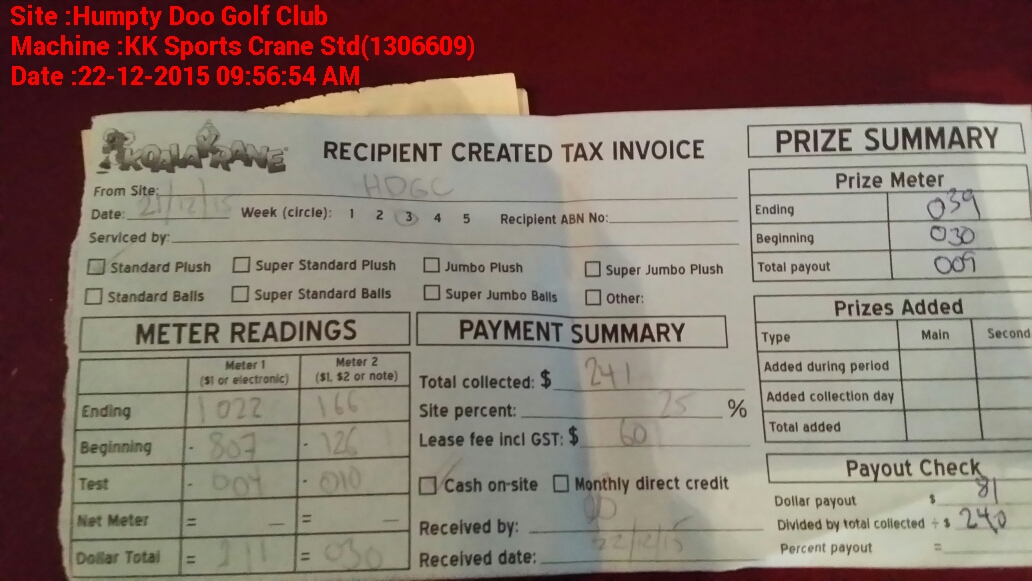 Site :Humpty Doo Golf Club
Machine :KK Sports Crane Std(1306609)
Date :22-12-2015 09:56:54 AM
KOALA KRANE
RECIPIENT CREATED TAX INVOICE
From Site: HDGC
Date: 21/12/15 Week (circle): 1 2 3 4 5 Recipient ABN No:
Serviced by:
Standard Plush Super Standard Plush Jumbo Plush Super Jumbo Plush
Standard Balls Super Standard Balls Super Jumbo Balls Other:
METER READINGS
Meter 1 Meter 2
($1 or electronic) ($1, $2 or note)
Ending 1022 166
Beginning - 807 - 126
Test - 004 - 010
Net Meter = — = —
Dollar Total = 211 = 030
PAYMENT SUMMARY
Total collected: $ 241
Site percent: 25 %
Lease fee incl GST: $ 60
Cash on-site Monthly direct credit
Received by:
Received date: 22/12/15
PRIZE SUMMARY
Prize Meter
Ending 039
Beginning 030
Total payout 009
Prizes Added
Type Main Second
Added during period
Added collection day
Total added
Payout Check
Dollar payout $ 81
Divided by total collected ÷ $ 240
Percent payout =